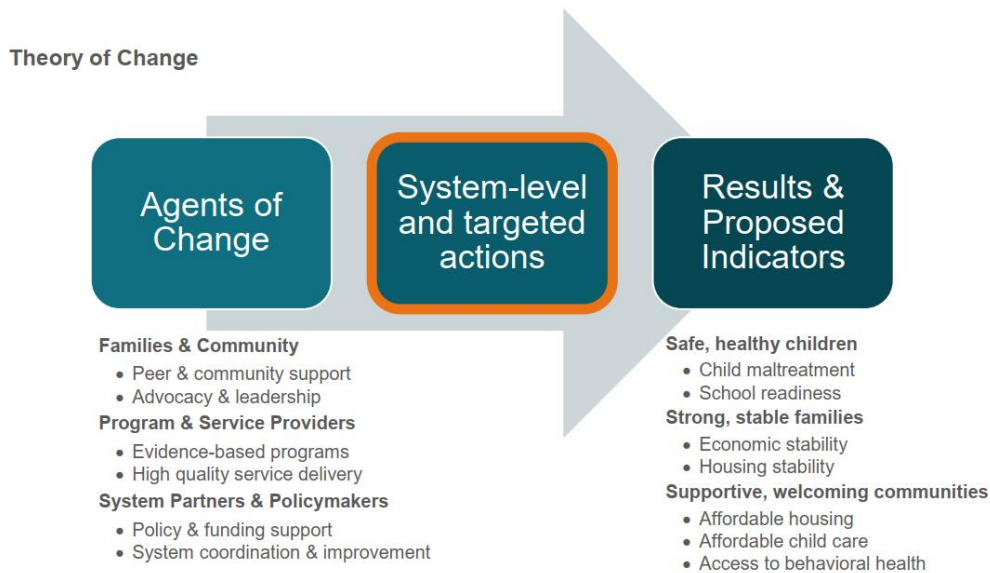 Theory of Change
Agents of
Change
System-level
and targeted
actions
Results &
Proposed
Indicators
Families & Community
• Peer & community support
• Advocacy & leadership
Program & Service Providers
• Evidence-based programs
• High quality service delivery
System Partners & Policymakers
• Policy & funding support
• System coordination & improvement
Safe, healthy children
• Child maltreatment
• School readiness
Strong, stable families
• Economic stability
• Housing stability
Supportive, welcoming communities
• Affordable housing
• Affordable child care
• Access to behavioral health